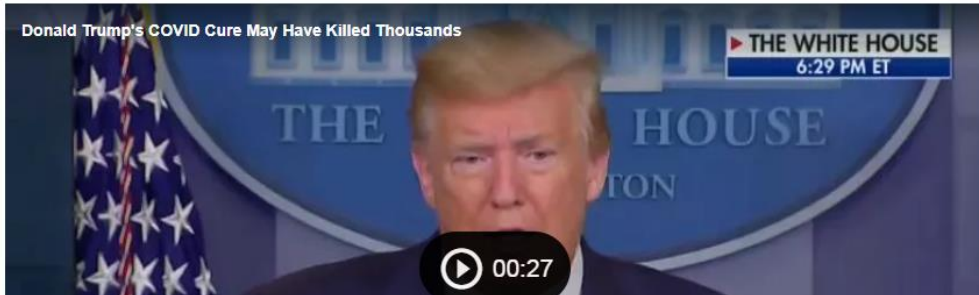 Donald Trump's COVID Cure May Have Killed Thousands
THE WHITE HOUSE
6:29 PM ET
THE HOUSE
TON
00:27